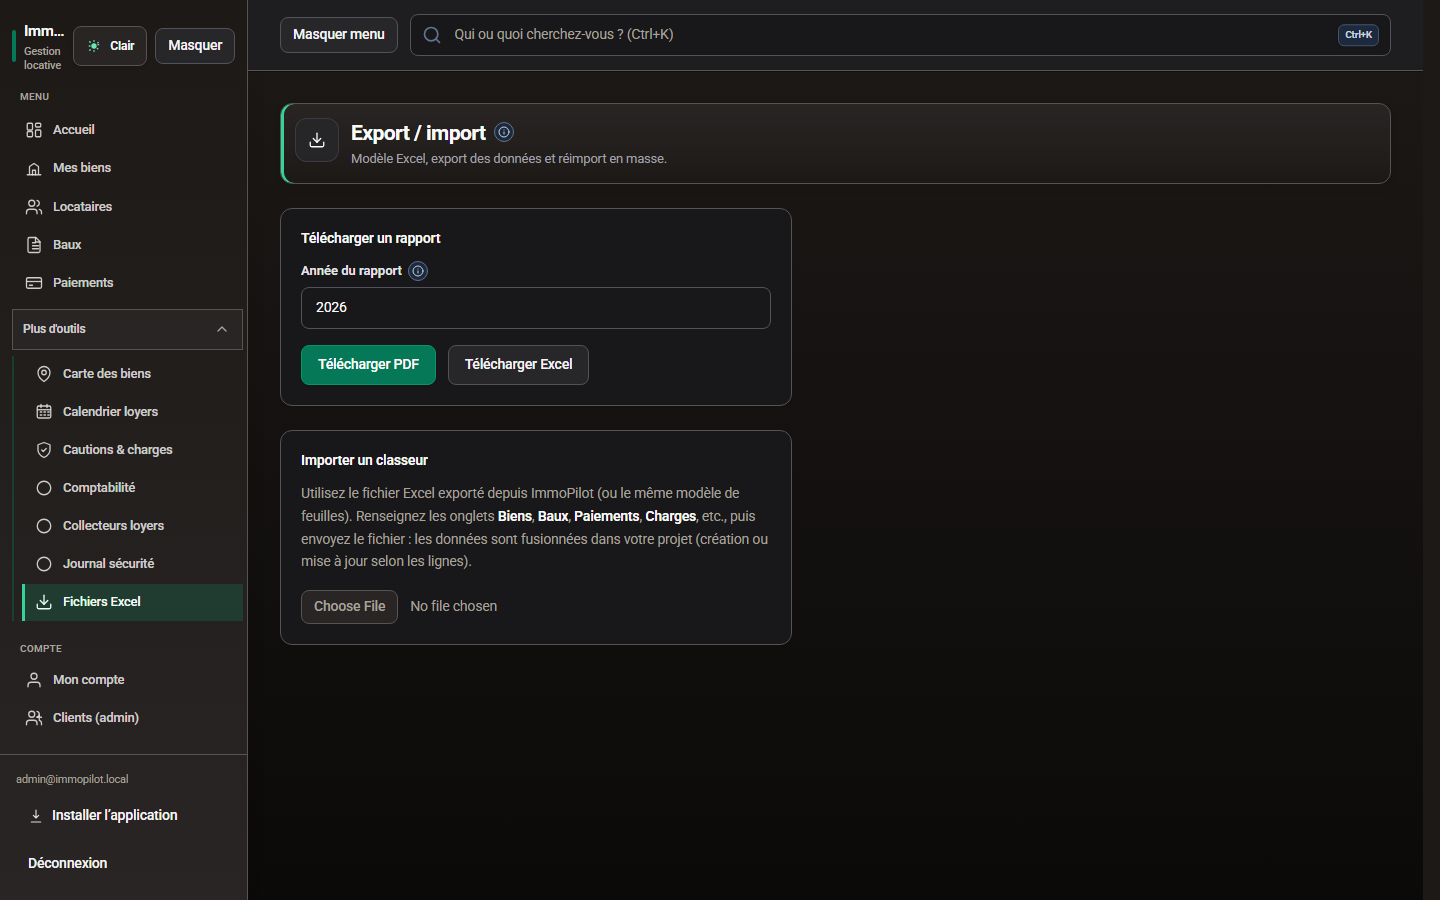 Imm...
Gestion
locative
Clair
Masquer
MENU
Accueil
Mes biens
Locataires
Baux
Paiements
Plus d'outils
Carte des biens
Calendrier loyers
Cautions & charges
Comptabilité
Collecteurs loyers
Journal sécurité
Fichiers Excel
COMPTE
Mon compte
Clients (admin)
admin@immopilot.local
Installer l'application
Déconnexion
Masquer menu
Qui ou quoi cherchez-vous ? (Ctrl+K)
Ctrl+K
Export / import
Modèle Excel, export des données et réimport en masse.
Télécharger un rapport
Année du rapport
2026
Télécharger PDF
Télécharger Excel
Importer un classeur
Utilisez le fichier Excel exporté depuis ImmoPilot (ou le même modèle de
feuilles). Renseignez les onglets Biens, Baux, Paiements, Charges, etc., puis
envoyez le fichier : les données sont fusionnées dans votre projet (création ou
mise à jour selon les lignes).
Choose File
No file chosen